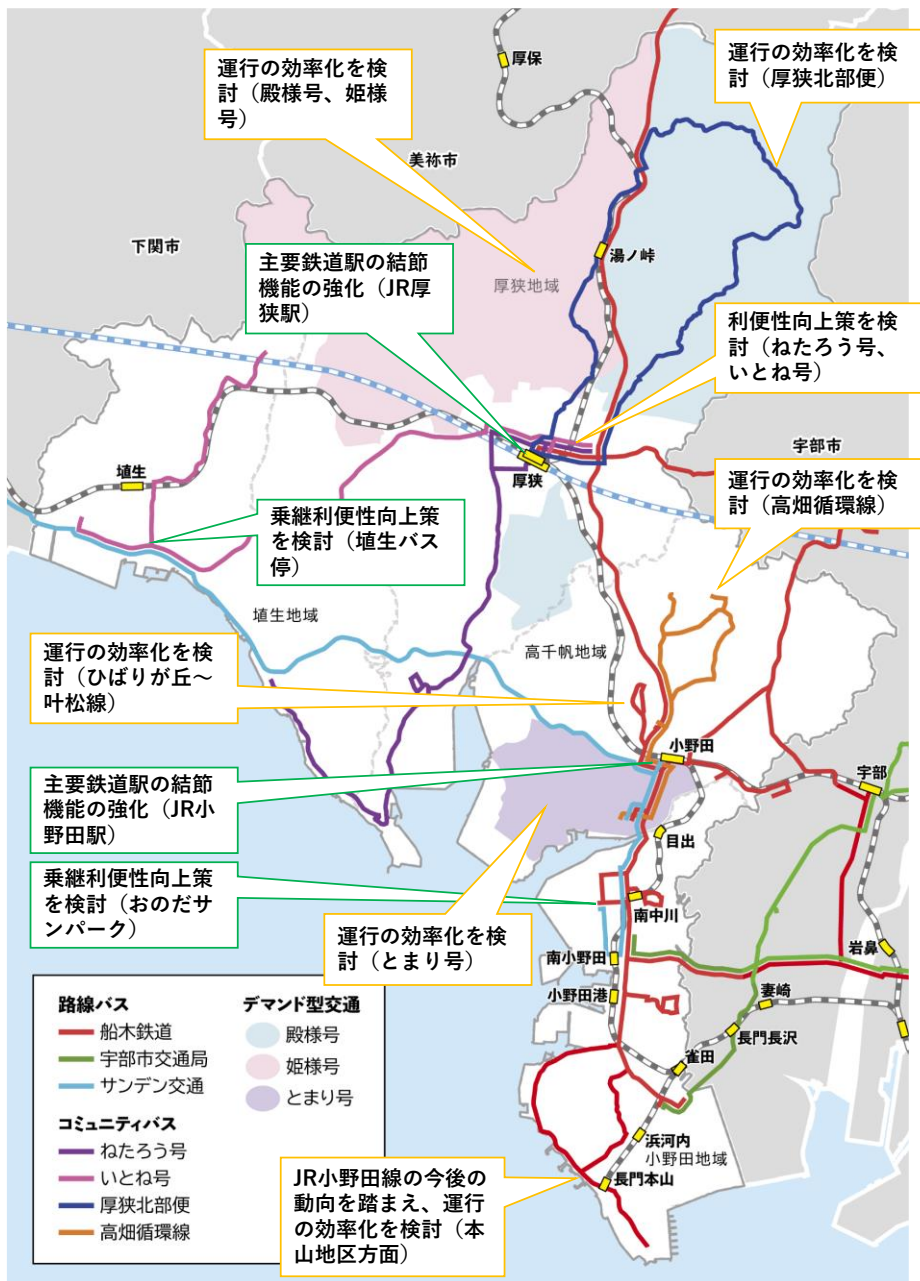 厚保
運行の効率化を検
討（殿様号、姫様
号）
運行の効率化を検
討（厚狭北部便）
美祢市
下関市
湯ノ峠
主要鉄道駅の結節
機能の強化（JR厚
狭駅）
厚狭地域
利便性向上策を検
討（ねたろう号、
いとね号）
宇部市
埴生
厚狭
運行の効率化を検
討（高畑循環線）
乗継利便性向上策
を検討（埴生バス
停）
埴生地域
高千帆地域
運行の効率化を検
討（ひばりが丘～
叶松線）
小野田
宇部
主要鉄道駅の結節
機能の強化（JR小
野田駅）
目出
乗継利便性向上策
を検討（おのだサ
ンパーク）
南中川
運行の効率化を検
討（とまり号）
岩鼻
南小野田
小野田港
妻崎
長門長沢
雀田
浜河内
小野田地域
長門本山
路線バス
船木鉄道
宇部市交通局
サンデン交通
コミュニティバス
ねたろう号
いとね号
厚狭北部便
高畑循環線
デマンド型交通
殿様号
姫様号
とまり号
JR小野田線の今後の
動向を踏まえ、運行
の効率化を検討（本
山地区方面）